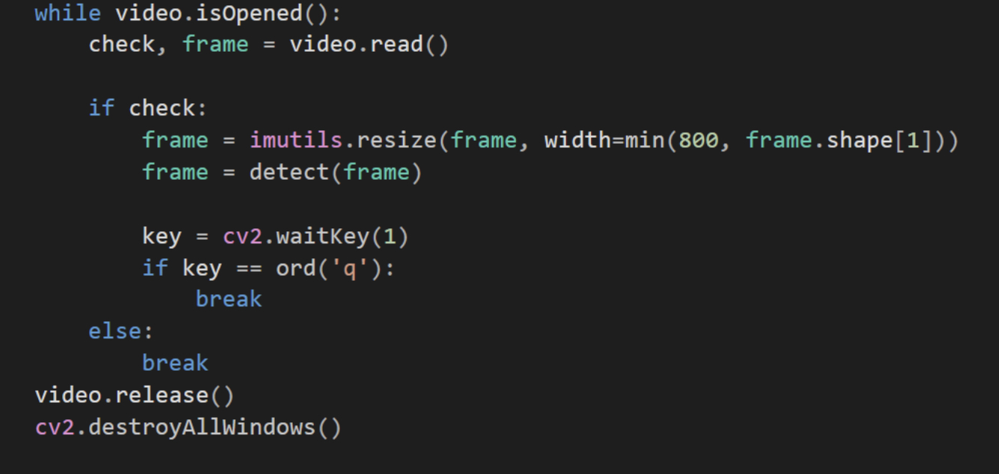 while video.isOpened():
    check, frame = video.read()

    if check:
        frame = imutils.resize(frame, width=min(800, frame.shape[1]))
        frame = detect(frame)

        key = cv2.waitKey(1)
        if key == ord('q'):
            break
    else:
        break
video.release()
cv2.destroyAllWindows()